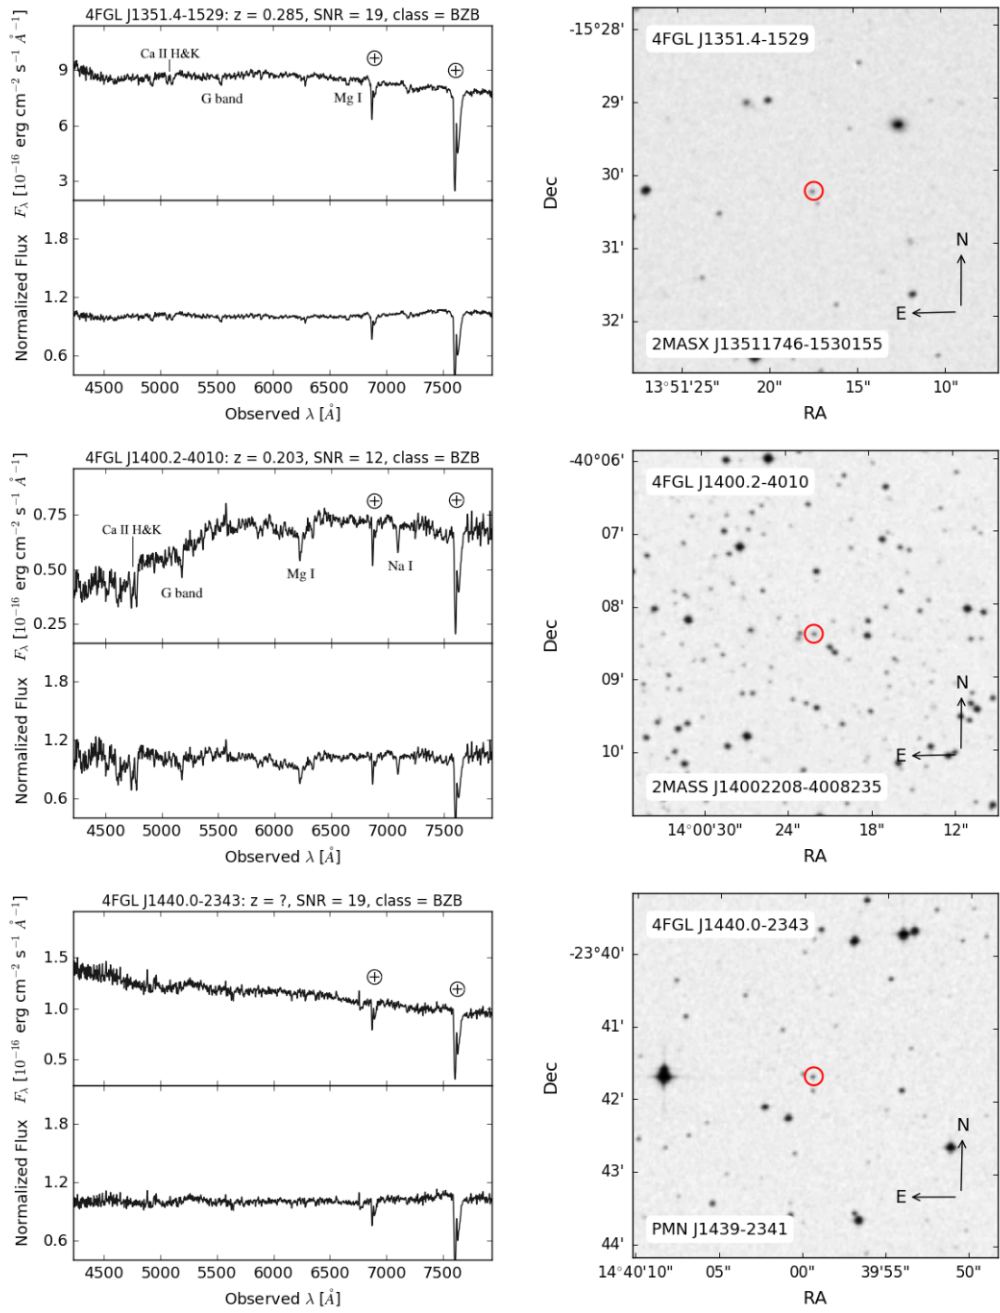 4FGL J1351.4-1529: z = 0.285, SNR = 19, class = BZB
Fλ [10⁻¹⁶ erg cm⁻² s⁻¹ Å⁻¹]
9
6
3
Ca II H&K
G band
Mg I
⊕
⊕
Normalized Flux
1.8
1.2
0.6
4500 5000 5500 6000 6500 7000 7500
Observed λ [Å]
4FGL J1351.4-1529
Dec
-15°28'
29'
30'
31'
32'
N
E
2MASX J13511746-1530155
13°51'25" 20" 15" 10"
RA
4FGL J1400.2-4010: z = 0.203, SNR = 12, class = BZB
Fλ [10⁻¹⁶ erg cm⁻² s⁻¹ Å⁻¹]
0.75
0.50
0.25
Ca II H&K
G band
Mg I
Na I
⊕
⊕
Normalized Flux
1.8
1.2
0.6
4500 5000 5500 6000 6500 7000 7500
Observed λ [Å]
4FGL J1400.2-4010
Dec
-40°06'
07'
08'
09'
10'
N
E
2MASS J14002208-4008235
14°00'30" 24" 18" 12"
RA
4FGL J1440.0-2343: z = ?, SNR = 19, class = BZB
Fλ [10⁻¹⁶ erg cm⁻² s⁻¹ Å⁻¹]
1.5
1.0
0.5
⊕
⊕
Normalized Flux
1.8
1.2
0.6
4500 5000 5500 6000 6500 7000 7500
Observed λ [Å]
4FGL J1440.0-2343
Dec
-23°40'
41'
42'
43'
44'
N
E
PMN J1439-2341
14°40'10" 05" 00" 39'55" 50"
RA